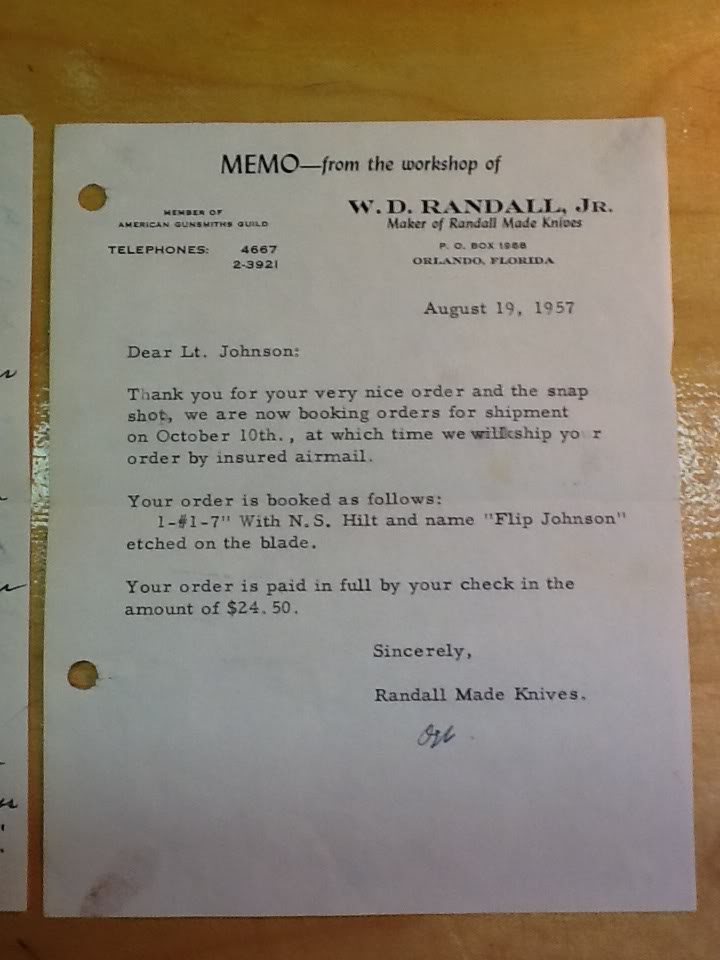 MEMO—from the workshop of
W. D. RANDALL, JR.
Maker of Randall Made Knives
P. O. BOX 1988
ORLANDO, FLORIDA
MEMBER OF
AMERICAN GUNSMITHS GUILD
TELEPHONES: 4667
2-3921
August 19, 1957
Dear Lt. Johnson:
Thank you for your very nice order and the snap
shot, we are now booking orders for shipment
on October 10th. , at which time we will ship yo r
order by insured airmail.
Your order is booked as follows:
1-#1-7" With N.S. Hilt and name "Flip Johnson"
etched on the blade.
Your order is paid in full by your check in the
amount of $24.50.
Sincerely,
Randall Made Knives.